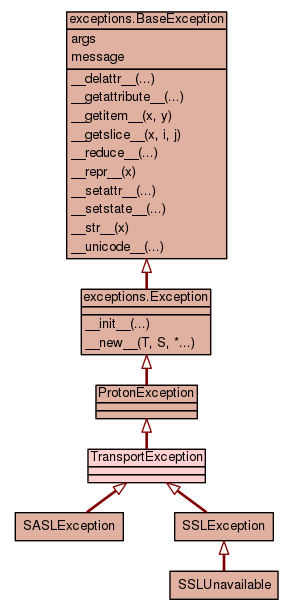 exceptions.BaseException
args
message
__delattr__(...)
__getattribute__(...)
__getitem__(x, y)
__getslice__(x, i, j)
__reduce__(...)
__repr__(x)
__setattr__(...)
__setstate__(...)
__str__(x)
__unicode__(...)
exceptions.Exception
__init__(...)
__new__(T, S, *...)
ProtonException
TransportException
SASLException
SSLException
SSLUnavailable